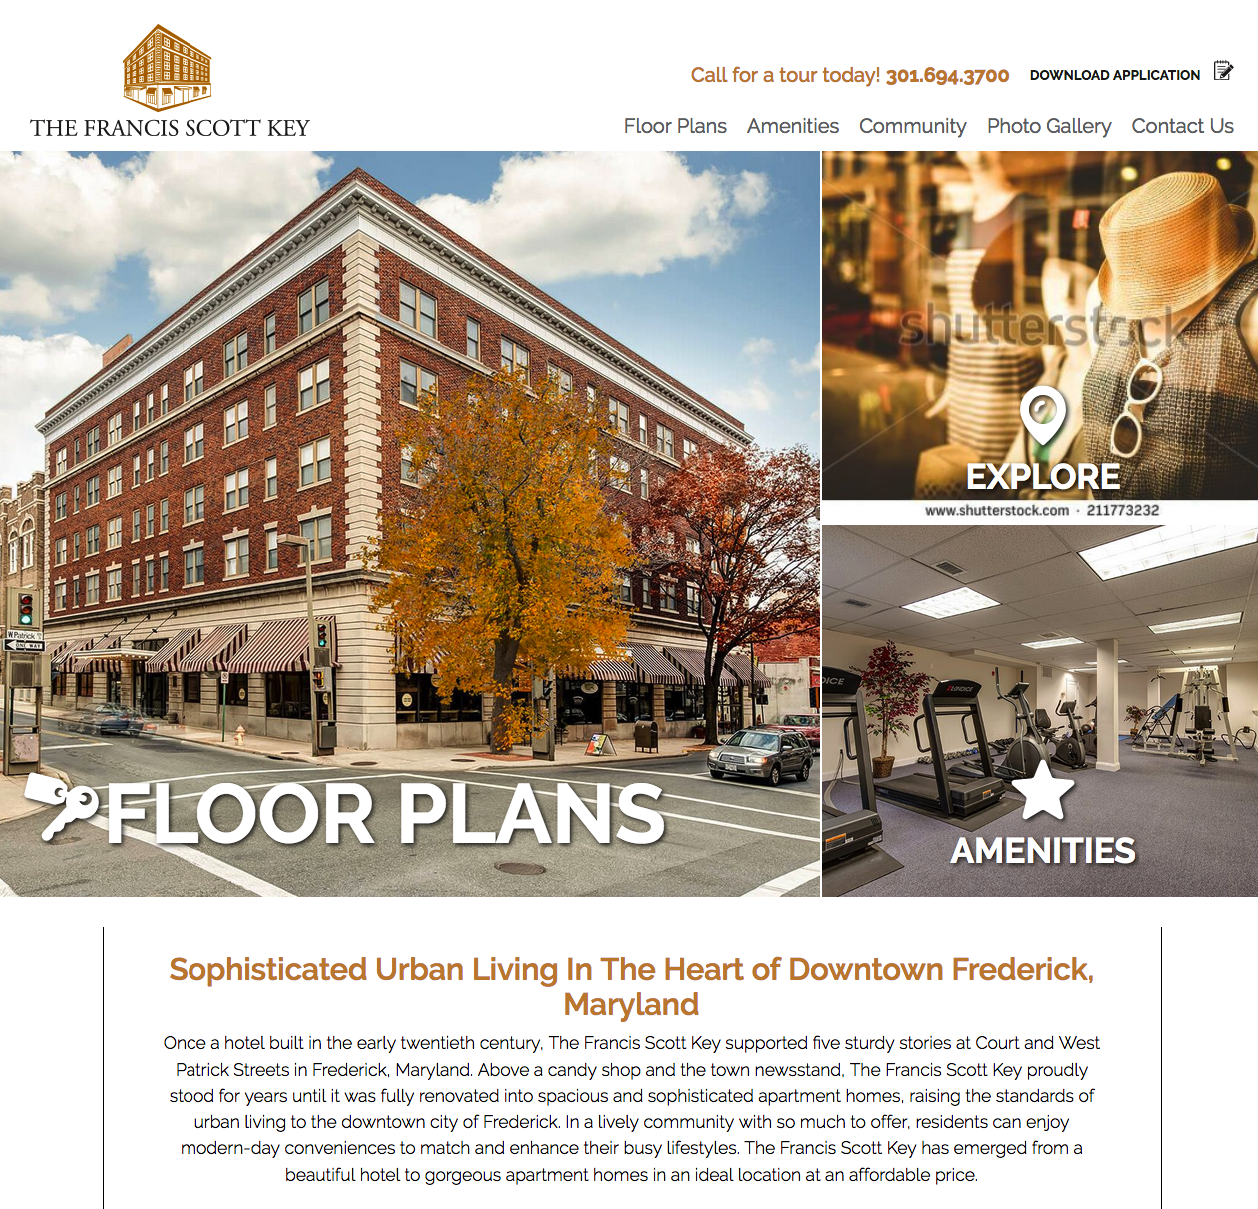 THE FRANCIS SCOTT KEY
Call for a tour today! 301.694.3700
DOWNLOAD APPLICATION
Floor Plans
Amenities
Community
Photo Gallery
Contact Us
W Patrick
ONE WAY
FLOOR PLANS
shutterstock
EXPLORE
www.shutterstock.com · 211773232
AMENITIES
Sophisticated Urban Living In The Heart of Downtown Frederick,
Maryland
Once a hotel built in the early twentieth century, The Francis Scott Key supported five sturdy stories at Court and West
Patrick Streets in Frederick, Maryland. Above a candy shop and the town newsstand, The Francis Scott Key proudly
stood for years until it was fully renovated into spacious and sophisticated apartment homes, raising the standards of
urban living to the downtown city of Frederick. In a lively community with so much to offer, residents can enjoy
modern-day conveniences to match and enhance their busy lifestyles. The Francis Scott Key has emerged from a
beautiful hotel to gorgeous apartment homes in an ideal location at an affordable price.